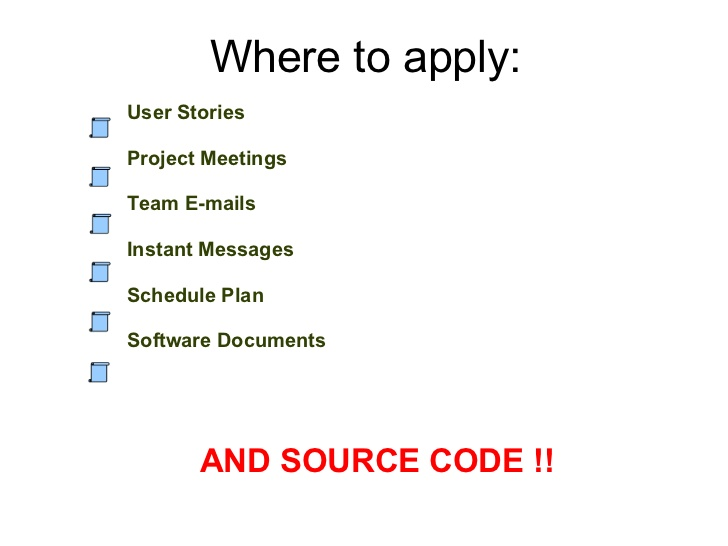 Where to apply:
User Stories
Project Meetings
Team E-mails
Instant Messages
Schedule Plan
Software Documents
AND SOURCE CODE !!